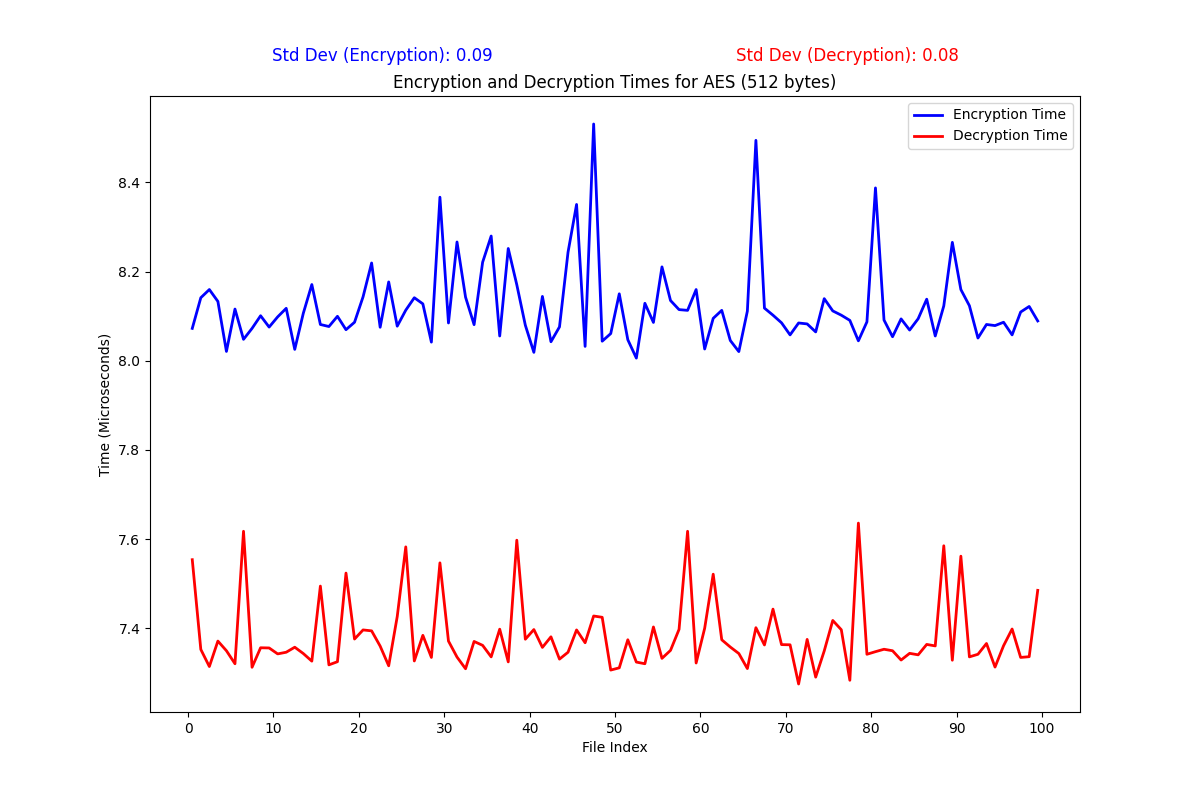 Std Dev (Encryption): 0.09
Std Dev (Decryption): 0.08
Encryption and Decryption Times for AES (512 bytes)
Encryption Time
Decryption Time
Time (Microseconds)
8.4
8.2
8.0
7.8
7.6
7.4
0 10 20 30 40 50 60 70 80 90 100
File Index